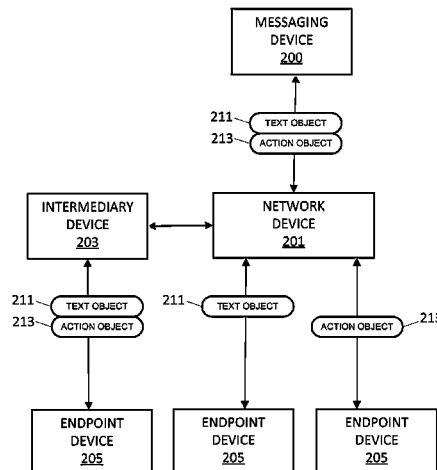 MESSAGING
DEVICE
200
211
TEXT OBJECT
213
ACTION OBJECT
INTERMEDIARY
DEVICE
203
NETWORK
DEVICE
201
211
TEXT OBJECT
213
ACTION OBJECT
211
TEXT OBJECT
ACTION OBJECT
213
ENDPOINT
DEVICE
205
ENDPOINT
DEVICE
205
ENDPOINT
DEVICE
205